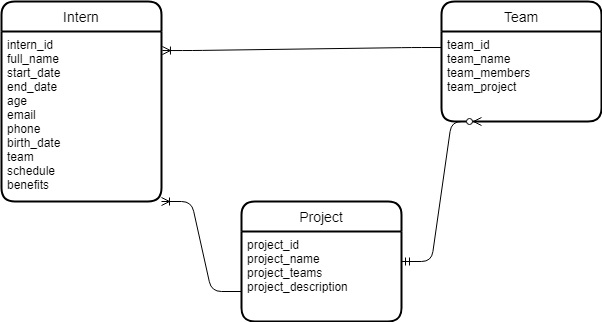 Intern
intern_id
full_name
start_date
end_date
age
email
phone
birth_date
team
schedule
benefits
Team
team_id
team_name
team_members
team_project
Project
project_id
project_name
project_teams
project_description